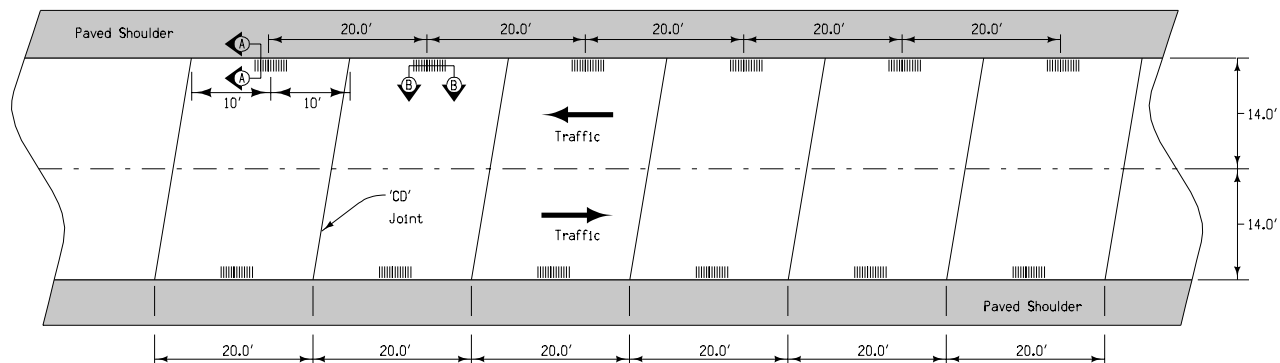 20.0' 20.0' 20.0' 20.0' 20.0'
Paved Shoulder
A
A
B B
10' 10'
14.0'
Traffic
'CD'
Joint
14.0'
Traffic
Paved Shoulder
20.0' 20.0' 20.0' 20.0' 20.0' 20.0'